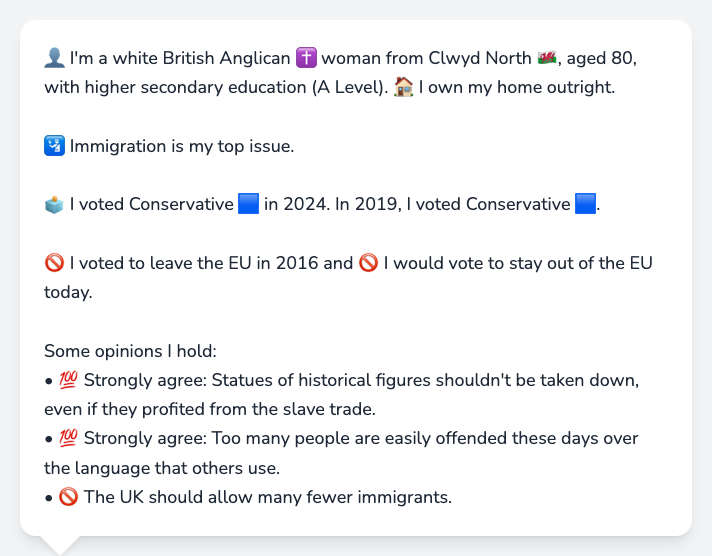 👤 I'm a white British Anglican ✝️ woman from Clwyd North 🏴󠁧󠁢󠁷󠁬󠁳󠁿, aged 80,
with higher secondary education (A Level). 🏠 I own my home outright.
🛂 Immigration is my top issue.
🗳️ I voted Conservative 🟦 in 2024. In 2019, I voted Conservative 🟦.
🚫 I voted to leave the EU in 2016 and 🚫 I would vote to stay out of the EU
today.
Some opinions I hold:
• 💯 Strongly agree: Statues of historical figures shouldn't be taken down,
even if they profited from the slave trade.
• 💯 Strongly agree: Too many people are easily offended these days over
the language that others use.
• 🚫 The UK should allow many fewer immigrants.